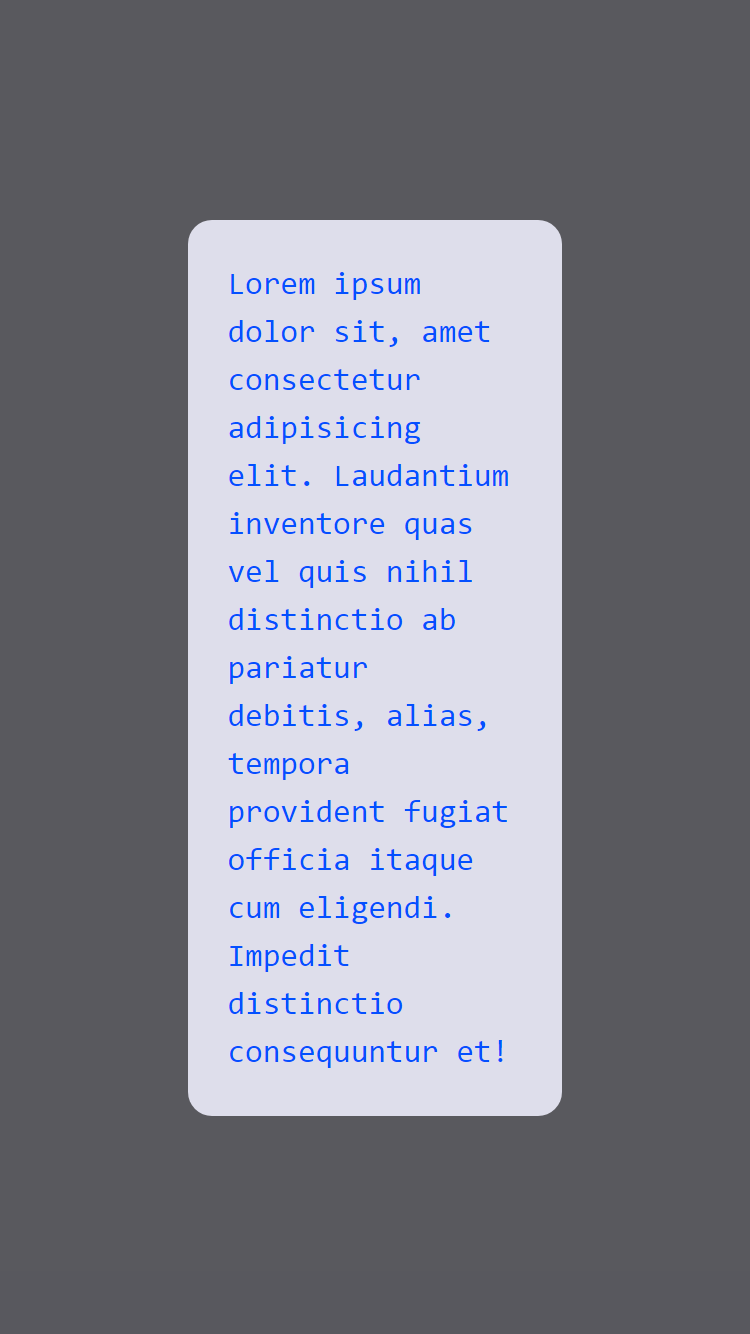 Lorem ipsum
dolor sit, amet
consectetur
adipisicing
elit. Laudantium
inventore quas
vel quis nihil
distinctio ab
pariatur
debitis, alias,
tempora
provident fugiat
officia itaque
cum eligendi.
Impedit
distinctio
consequuntur et!